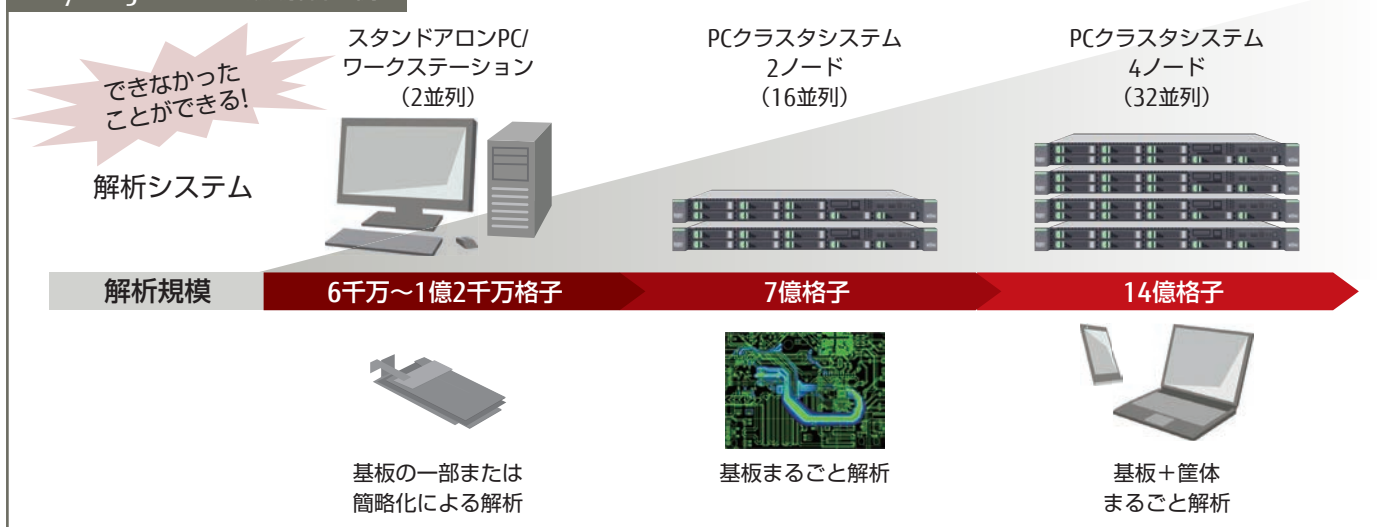 できなかった
ことができる!
解析システム
スタンドアロンPC/
ワークステーション
（2並列）
PCクラスタシステム
2ノード
（16並列）
PCクラスタシステム
4ノード
（32並列）
解析規模
6千万～1億2千万格子
7億格子
14億格子
基板の一部または
簡略化による解析
基板まるごと解析
基板＋筐体
まるごと解析